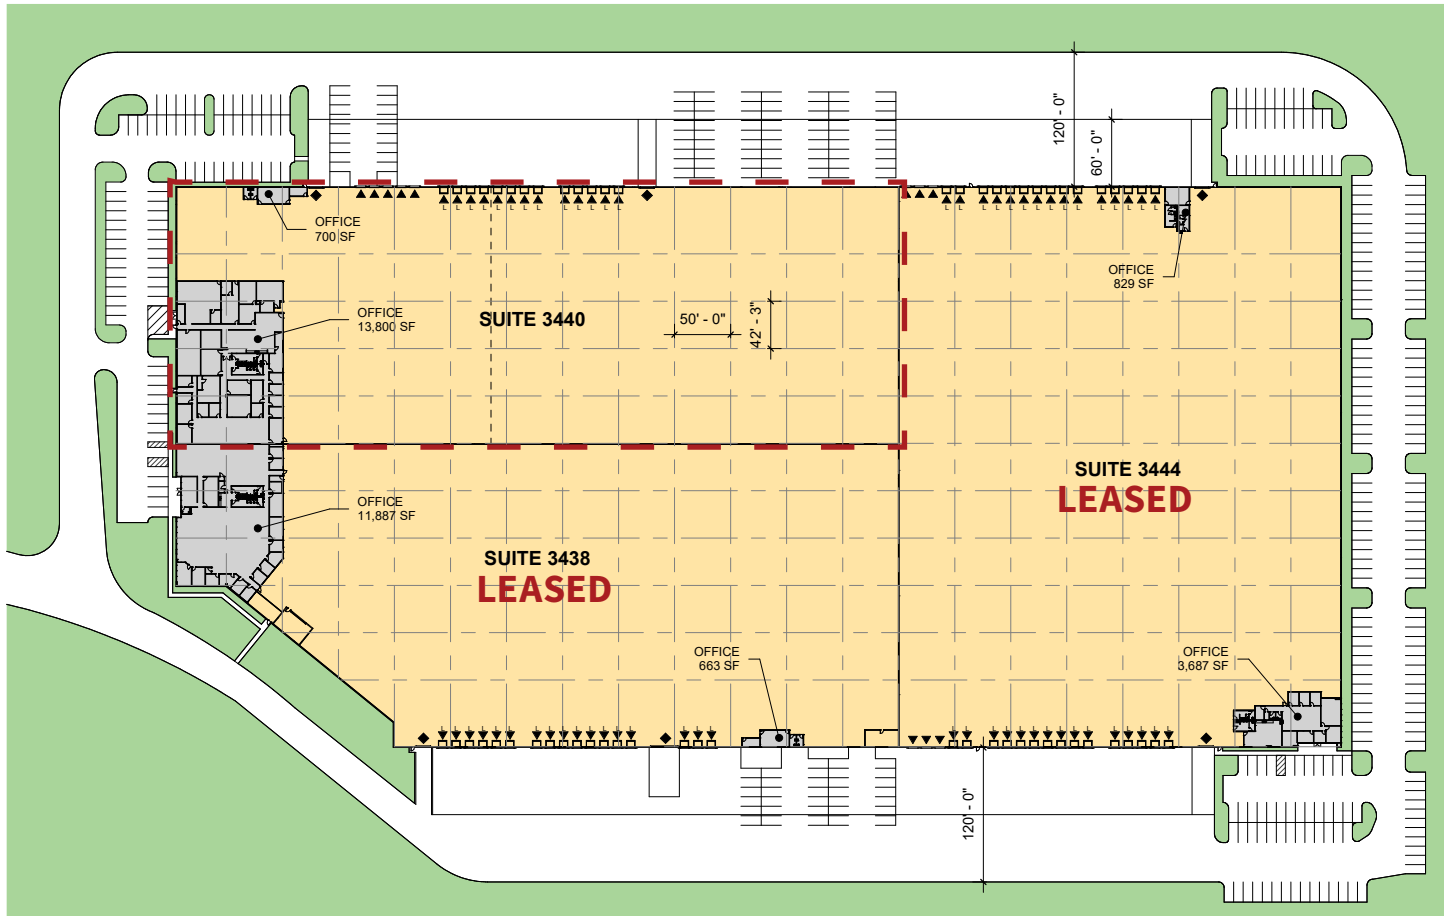 120' - 0"
60' - 0"
OFFICE
700 SF
OFFICE
829 SF
OFFICE
13,800 SF
SUITE 3440
50' - 0"
42' - 3"
SUITE 3444
LEASED
OFFICE
11,887 SF
SUITE 3438
LEASED
OFFICE
663 SF
OFFICE
3,687 SF
120' - 0"
L L L L L L L L
L L L L L
L L
L L L L L L L L
L L L L L